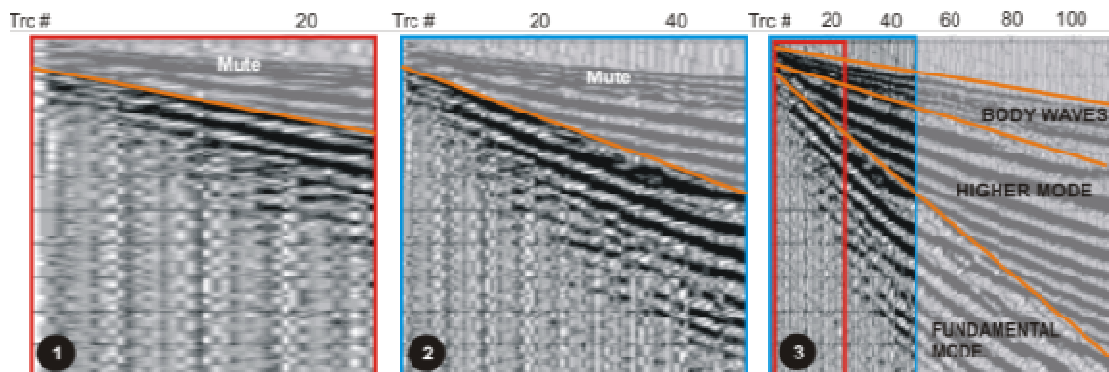 Trc # 20 Trc # 20 40 Trc # 20 40 60 80 100
Mute
Mute
BODY WAVES
HIGHER MODE
FUNDAMENTAL
MODE
1 2 3